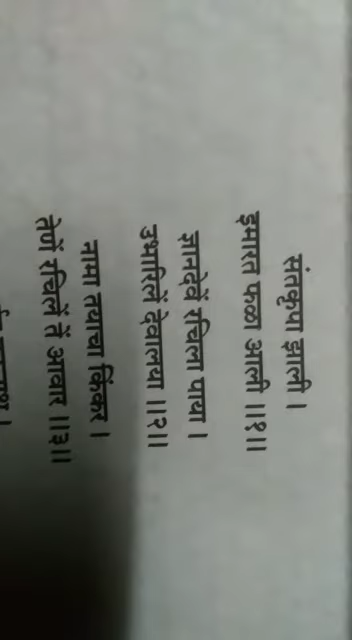 संतकृपा झाली ।
इमारत फळा आली ॥१॥
ज्ञानदेवें रचिला पाया ।
उभारिलें देवालया ॥२॥
नामा तयाचा किंकर ।
तेणें रचिलें तें आवार ॥३॥